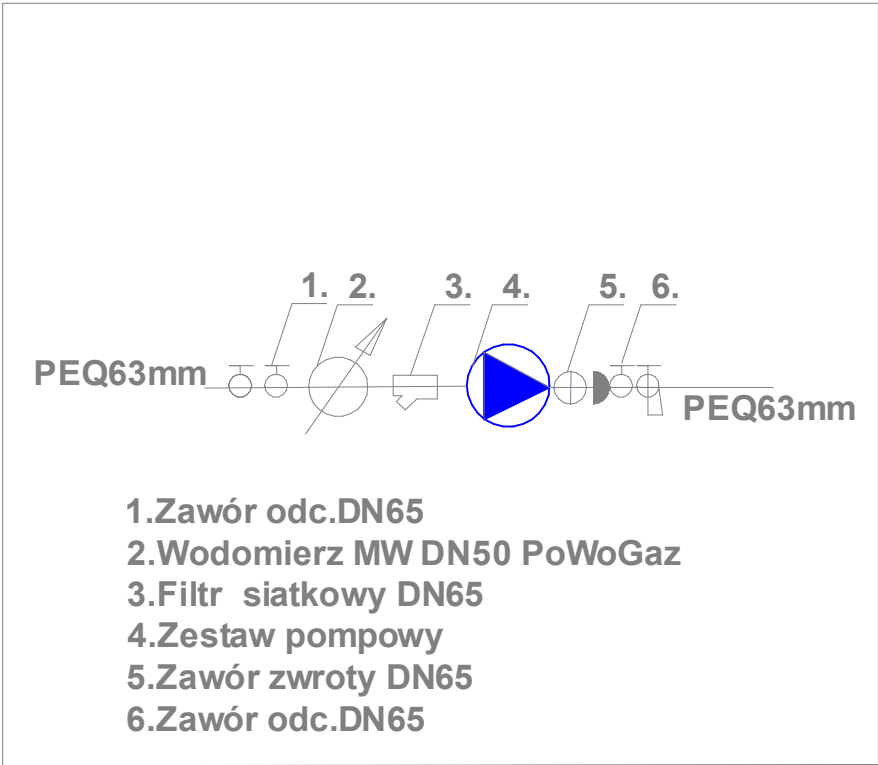 1. 2. 3. 4. 5. 6.
PEQ63mm
PEQ63mm
1.Zawór odc.DN65
2.Wodomierz MW DN50 PoWoGaz
3.Filtr siatkowy DN65
4.Zestaw pompowy
5.Zawór zwroty DN65
6.Zawór odc.DN65